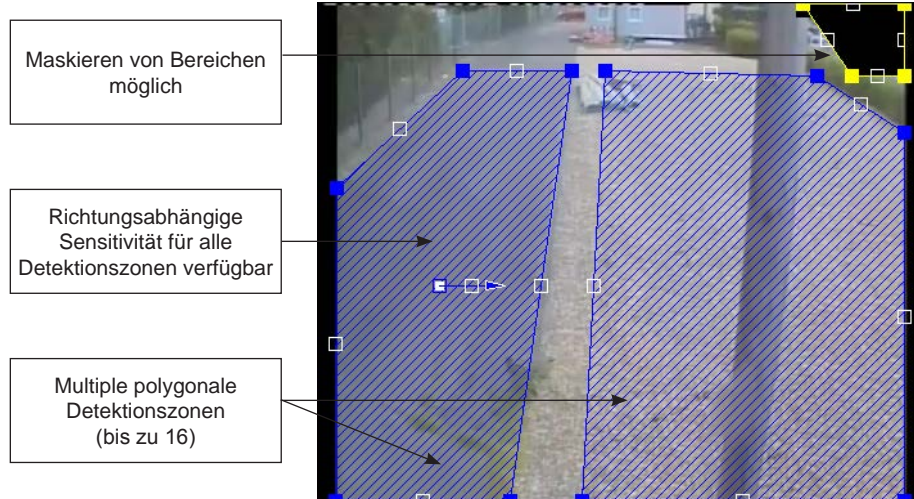 Maskieren von Bereichen
möglich
Richtungsabhängige
Sensitivität für alle
Detektionszonen verfügbar
Multiple polygonale
Detektionszonen
(bis zu 16)